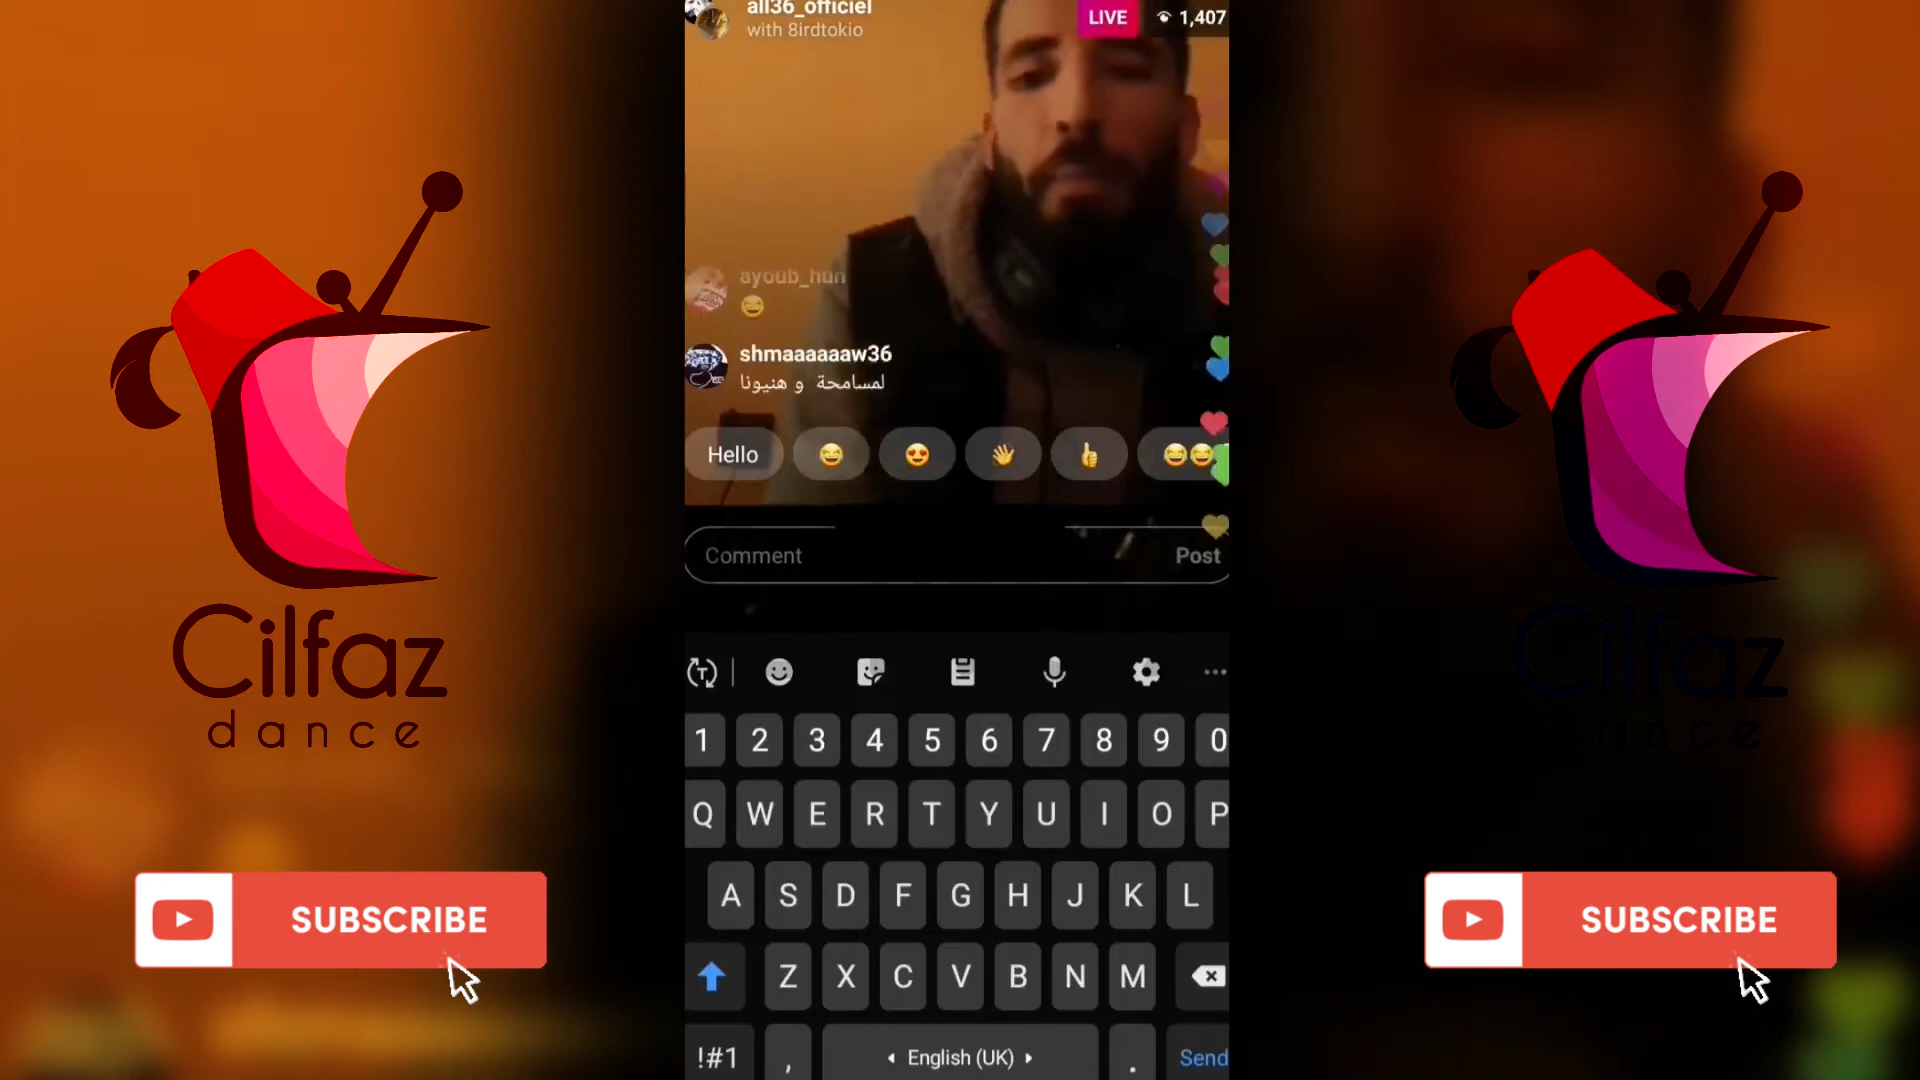 all36_officiel
with 8irdtokio
LIVE
1,407
ayoub_hun
😂
shmaaaaaaw36
لمسامحة و هنيونا
Hello
😂
😍
👋
👍
😂😂
Comment
Post
1 2 3 4 5 6 7 8 9 0
Q W E R T Y U I O P
A S D F G H J K L
Z X C V B N M
!#1 , English (UK) . Send
Cilfaz
dance
SUBSCRIBE
Cilfaz
dance
SUBSCRIBE